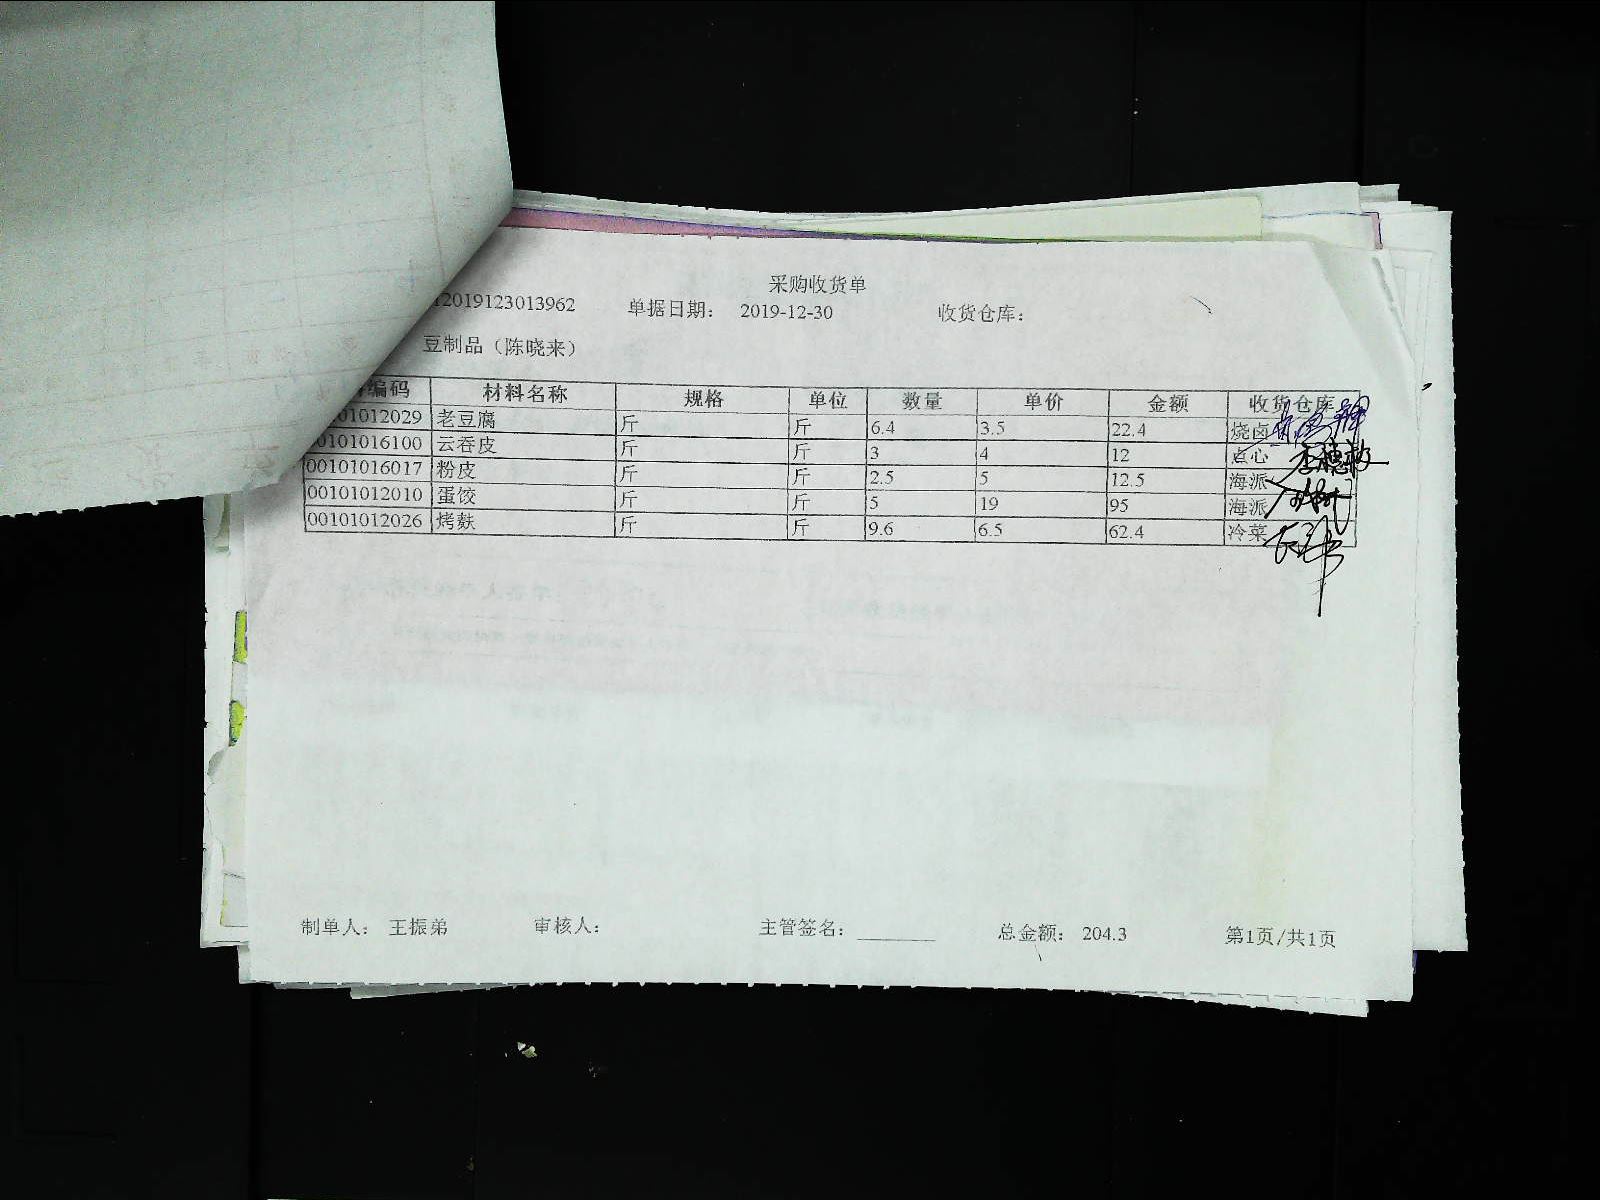 采购收货单
2019123013962 单据日期： 2019-12-30 收货仓库：
豆制品（陈晓来）
编码 材料名称 规格 单位 数量 单价 金额 收货仓库
01012029 老豆腐 斤 斤 6.4 3.5 22.4 烧卤
0101016100 云吞皮 斤 斤 3 4 12 点心
00101016017 粉皮 斤 斤 2.5 5 12.5 海派
00101012010 蛋饺 斤 斤 5 19 95 海派
00101012026 烤麸 斤 斤 9.6 6.5 62.4 冷菜
制单人： 王振弟 审核人： 主管签名： 总金额： 204.3 第1页/共1页